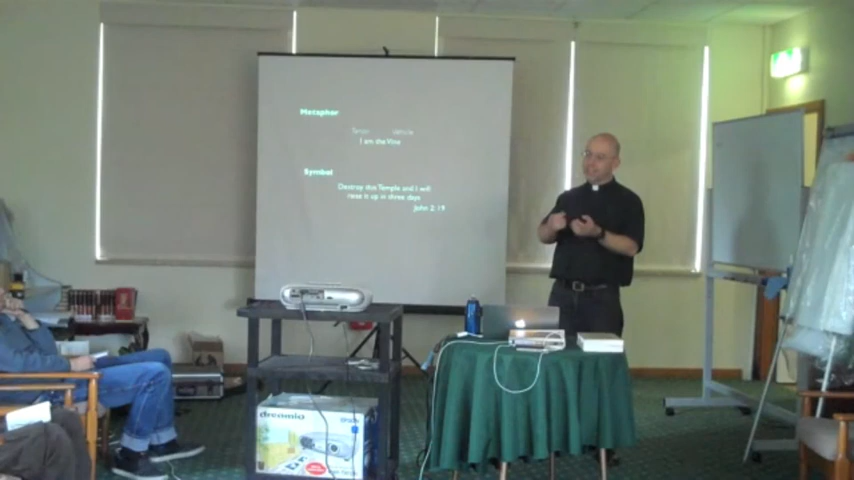 Metaphor
Tenor Vehicle
I am the Vine
Symbol
Destroy this Temple and I will
raise it up in three days
John 2.19
dreamio